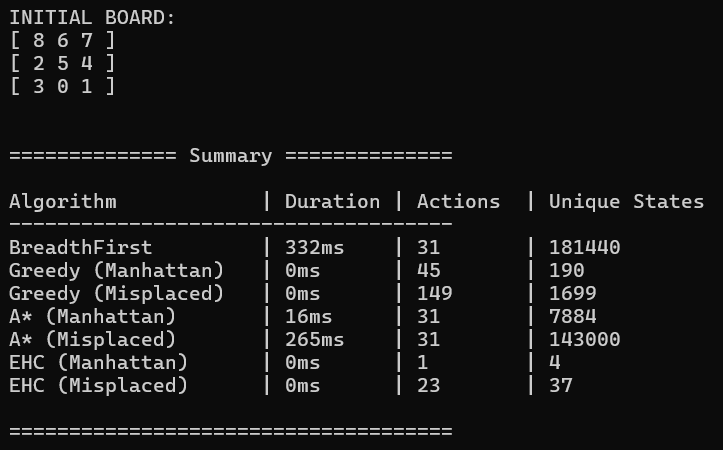 INITIAL BOARD:
[ 8 6 7 ]
[ 2 5 4 ]
[ 3 0 1 ]
============== Summary ==============
Algorithm | Duration | Actions | Unique States
-------------------------------------
BreadthFirst | 332ms | 31 | 181440
Greedy (Manhattan) | 0ms | 45 | 190
Greedy (Misplaced) | 0ms | 149 | 1699
A* (Manhattan) | 16ms | 31 | 7884
A* (Misplaced) | 265ms | 31 | 143000
EHC (Manhattan) | 0ms | 1 | 4
EHC (Misplaced) | 0ms | 23 | 37
=====================================